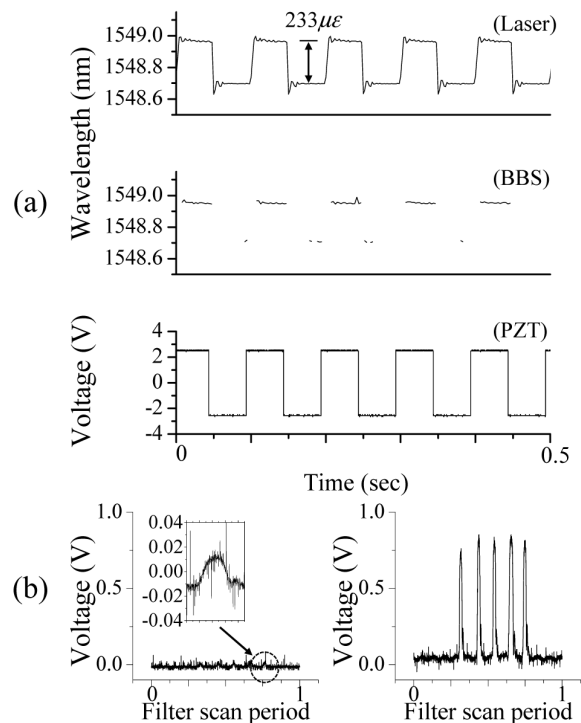 (a)
Wavelength (nm)
1549.0
1548.8
1548.6
233με
(Laser)
1549.0
1548.8
1548.6
(BBS)
Voltage (V)
4
2
0
-2
-4
(PZT)
0
0.5
Time (sec)
(b)
Voltage (V)
1.0
0.5
0.0
0.04
0.02
0.00
-0.02
-0.04
0
1
Filter scan period
Voltage (V)
1.0
0.5
0.0
0
1
Filter scan period